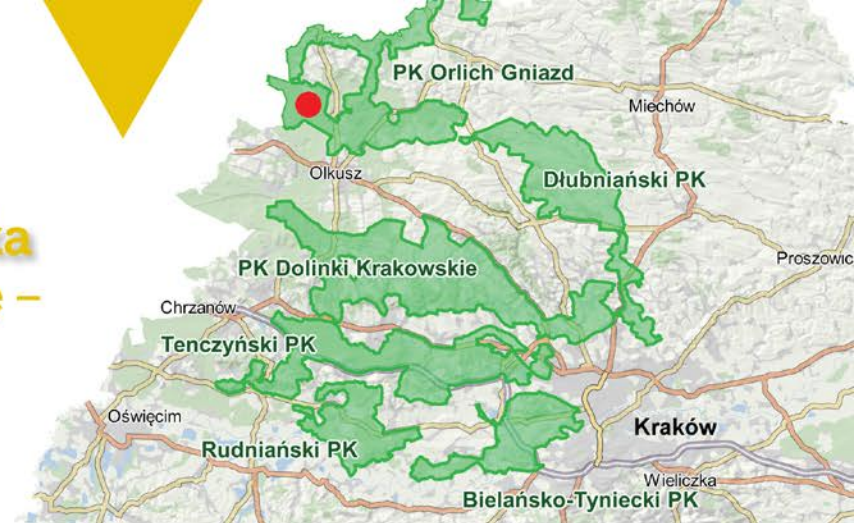 PK Orlich Gniazd
Miechów
Olkusz
Dłubniański PK
ka
Proszowic
PK Dolinki Krakowskie
e –
Chrzanów
Tenczyński PK
Oświęcim
Kraków
Rudniański PK
Wieliczka
Bielańsko-Tyniecki PK